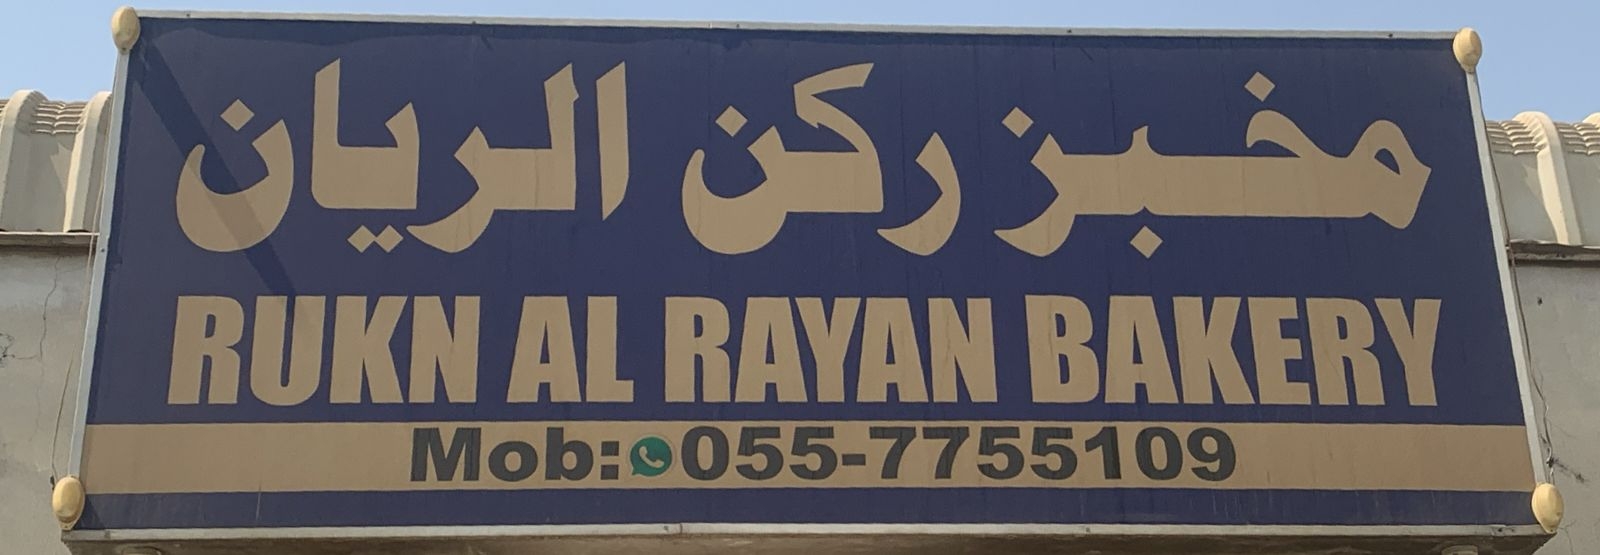 مخبز ركن الريان
RUKN AL RAYAN BAKERY
Mob: 055-7755109